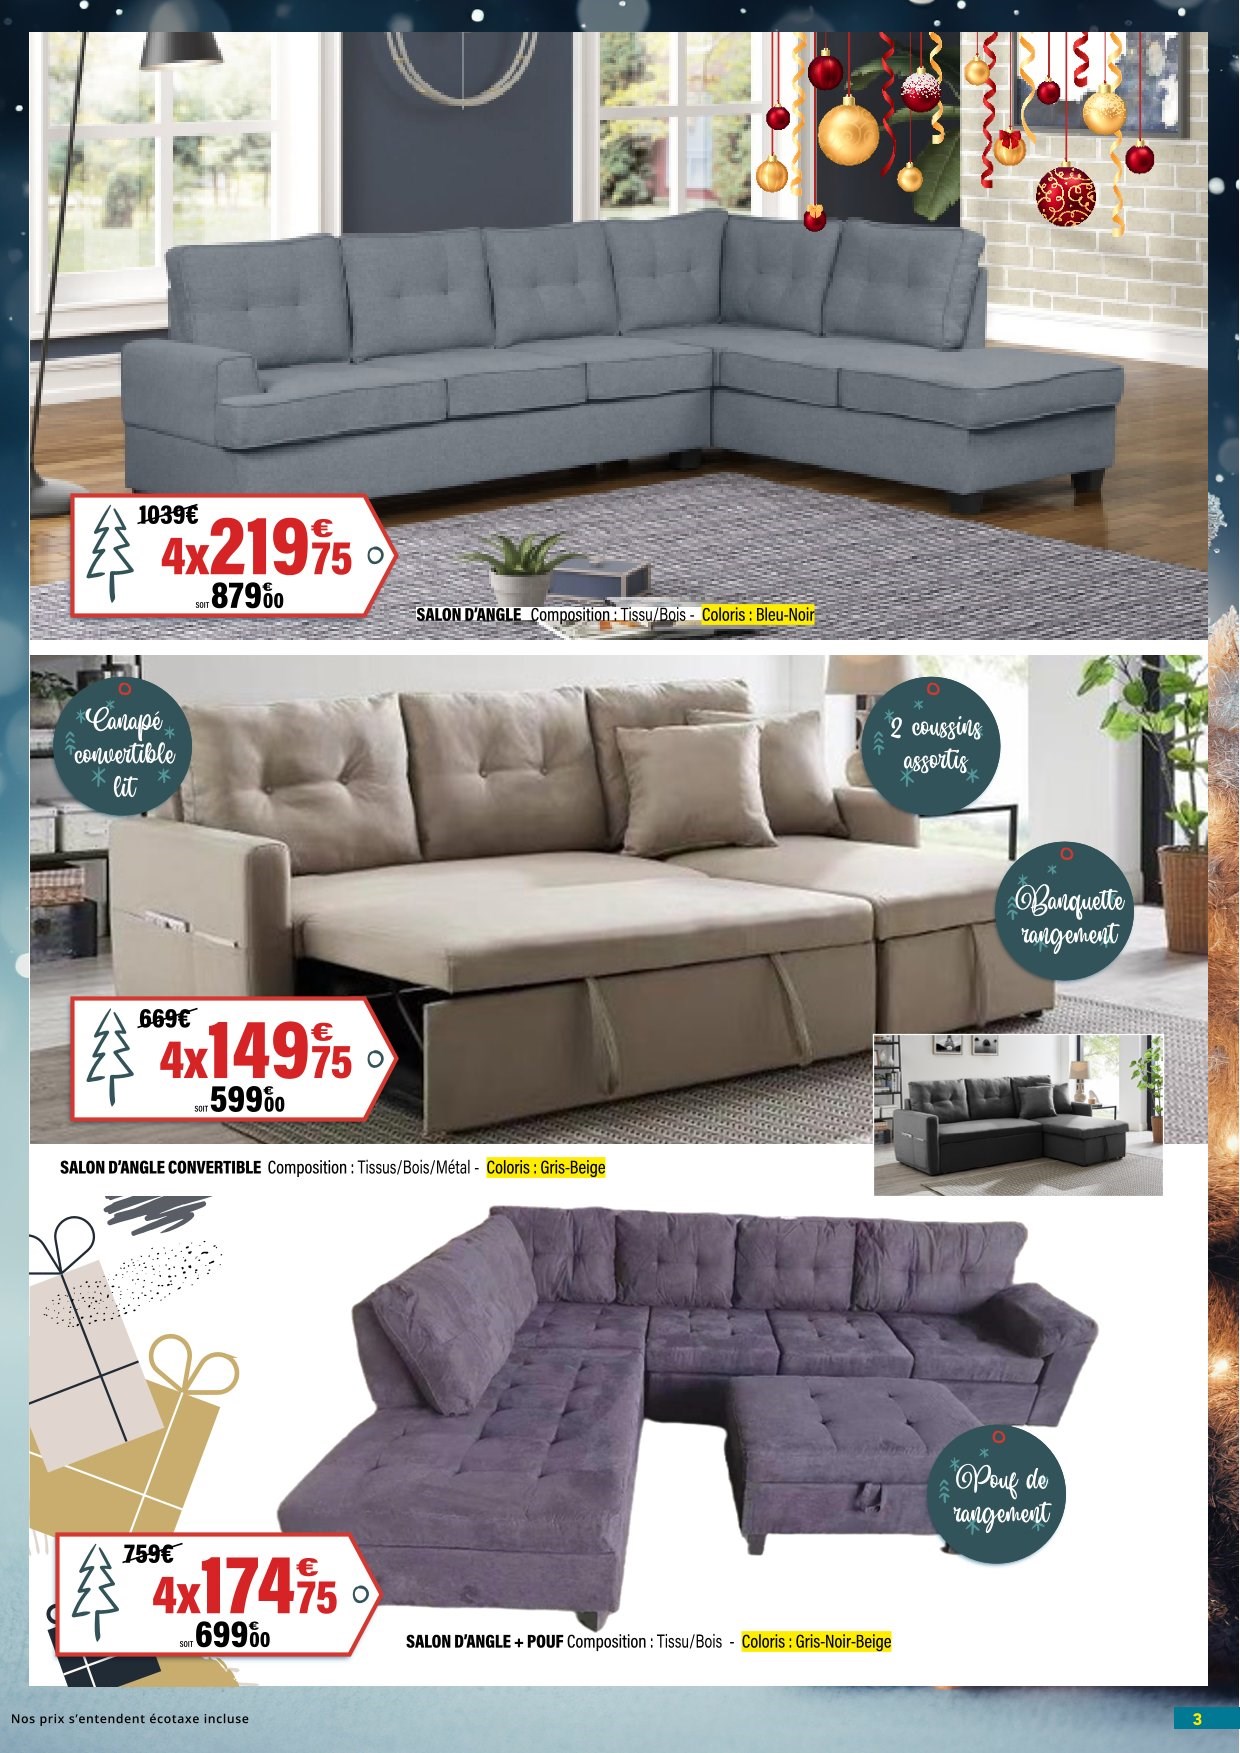 1039€
4x219€75
SOIT 879€00
SALON D'ANGLE Composition : Tissu/Bois - Coloris : Bleu-Noir
Canapé
convertible
lit
2 coussins
assortis
Banquette
rangement
669€
4x149€75
SOIT 599€00
SALON D'ANGLE CONVERTIBLE Composition : Tissus/Bois/Métal - Coloris : Gris-Beige
Pouf de
rangement
759€
4x174€75
SOIT 699€00
SALON D'ANGLE + POUF Composition : Tissu/Bois - Coloris : Gris-Noir-Beige
Nos prix s'entendent écotaxe incluse
3